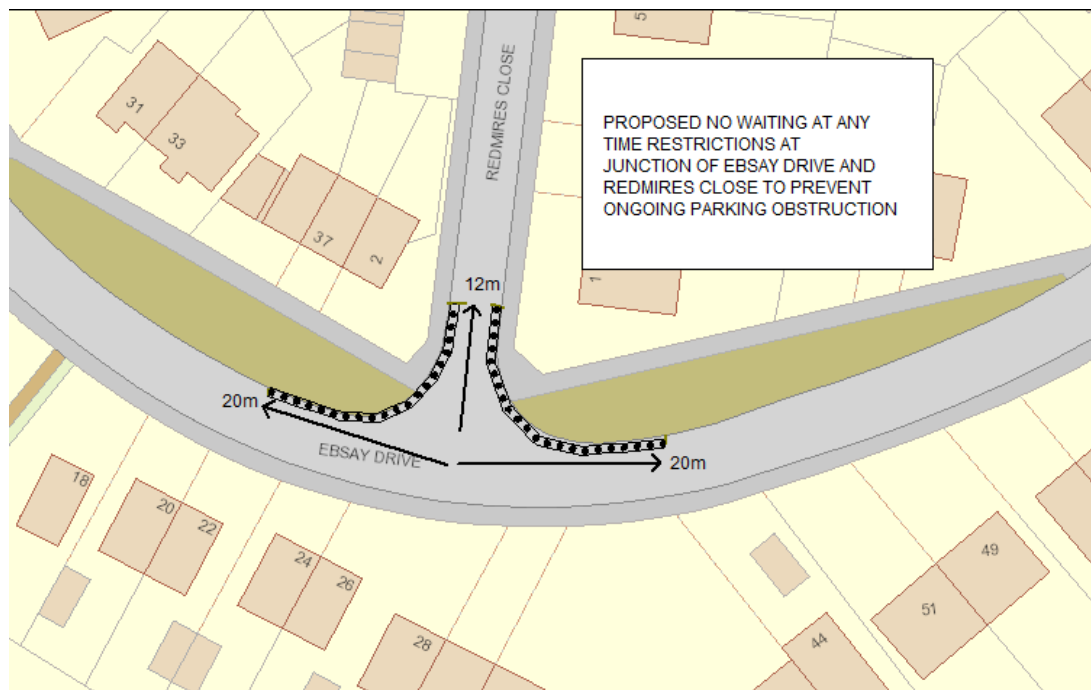 5
REDMIRES CLOSE
PROPOSED NO WAITING AT ANY
TIME RESTRICTIONS AT
JUNCTION OF EBSAY DRIVE AND
REDMIRES CLOSE TO PREVENT
ONGOING PARKING OBSTRUCTION
31
33
37
2
1
12m
20m
EBSAY DRIVE
20m
18
20
22
24
26
28
49
51
44